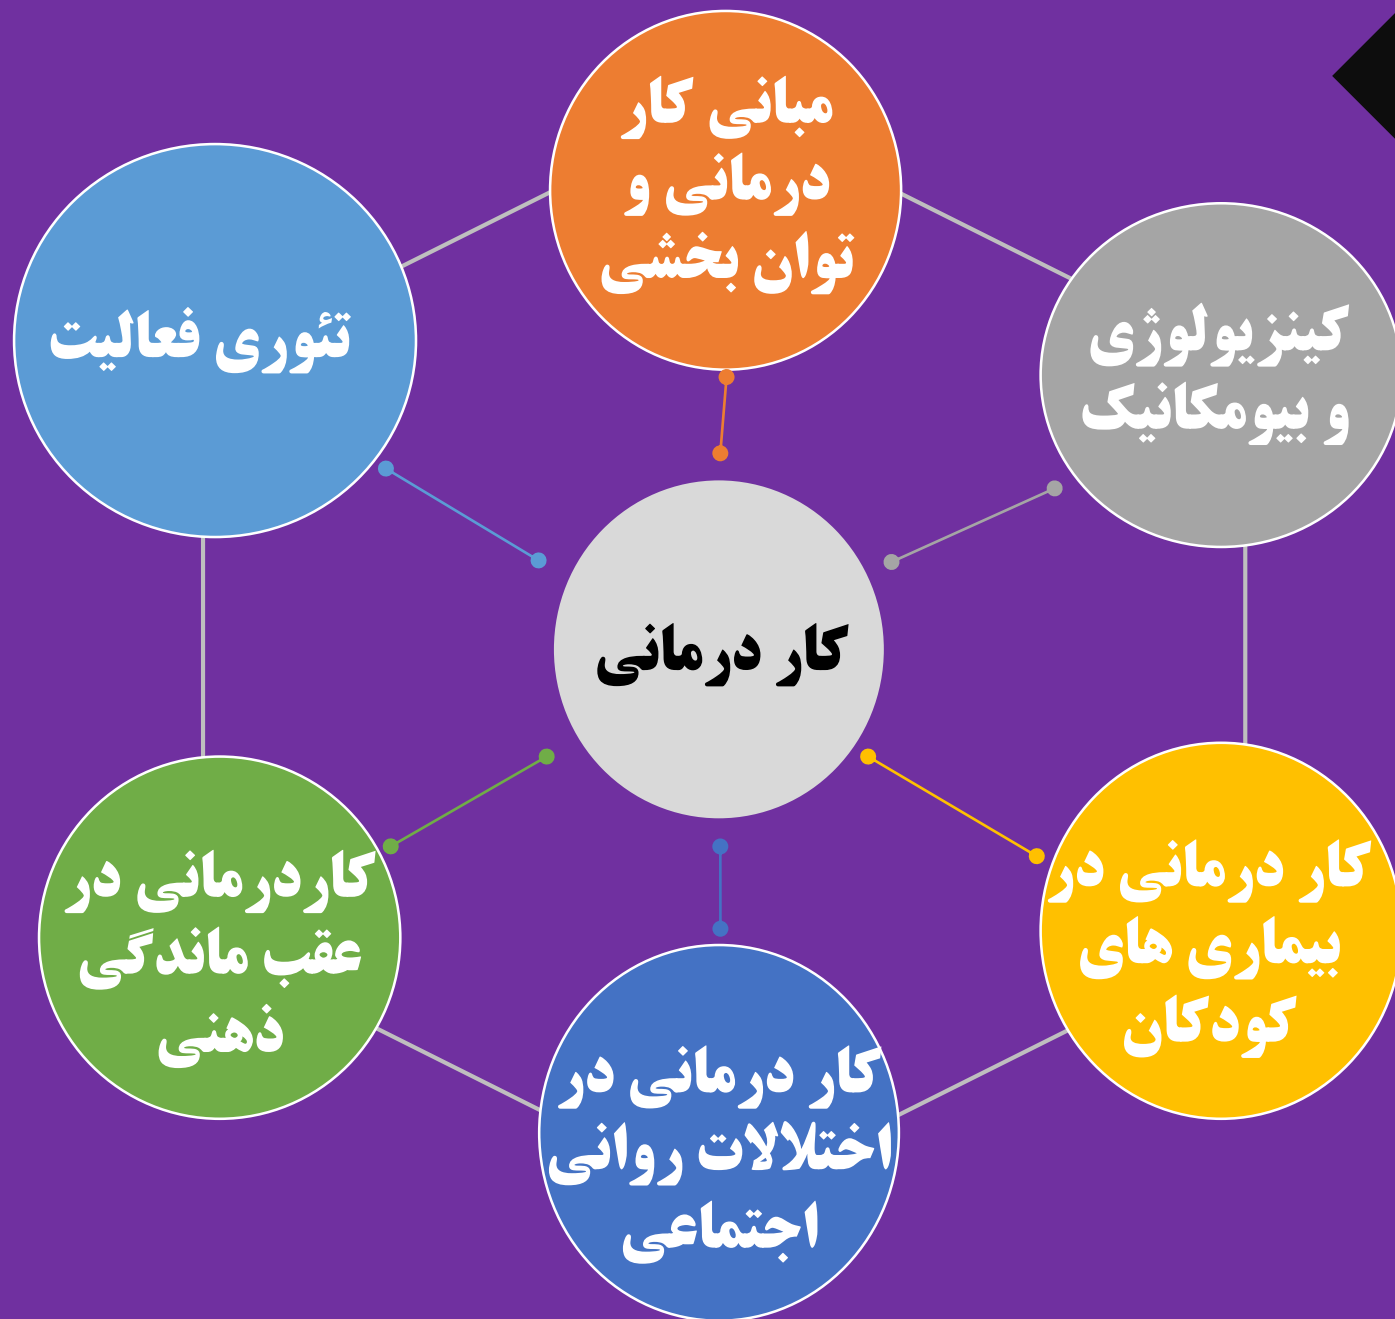 مبانی کار
درمانی و
توان بخشی
کینزیولوژی
و بیومکانیک
تئوری فعالیت
کار درمانی
کار درمانی در
بیماری های
کودکان
کاردرمانی در
عقب ماندگی
ذهنی
کار درمانی در
اختلالات روانی
اجتماعی